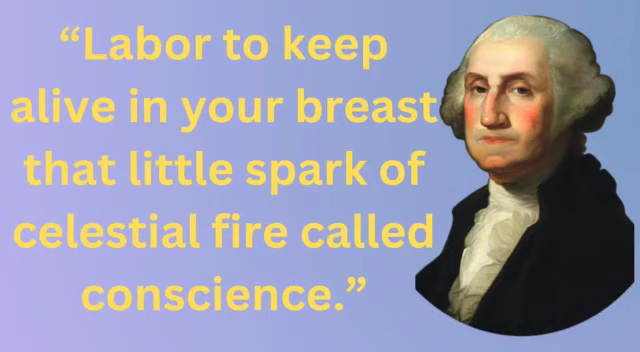 “Labor to keep
alive in your breast
that little spark of
celestial fire called
conscience.”